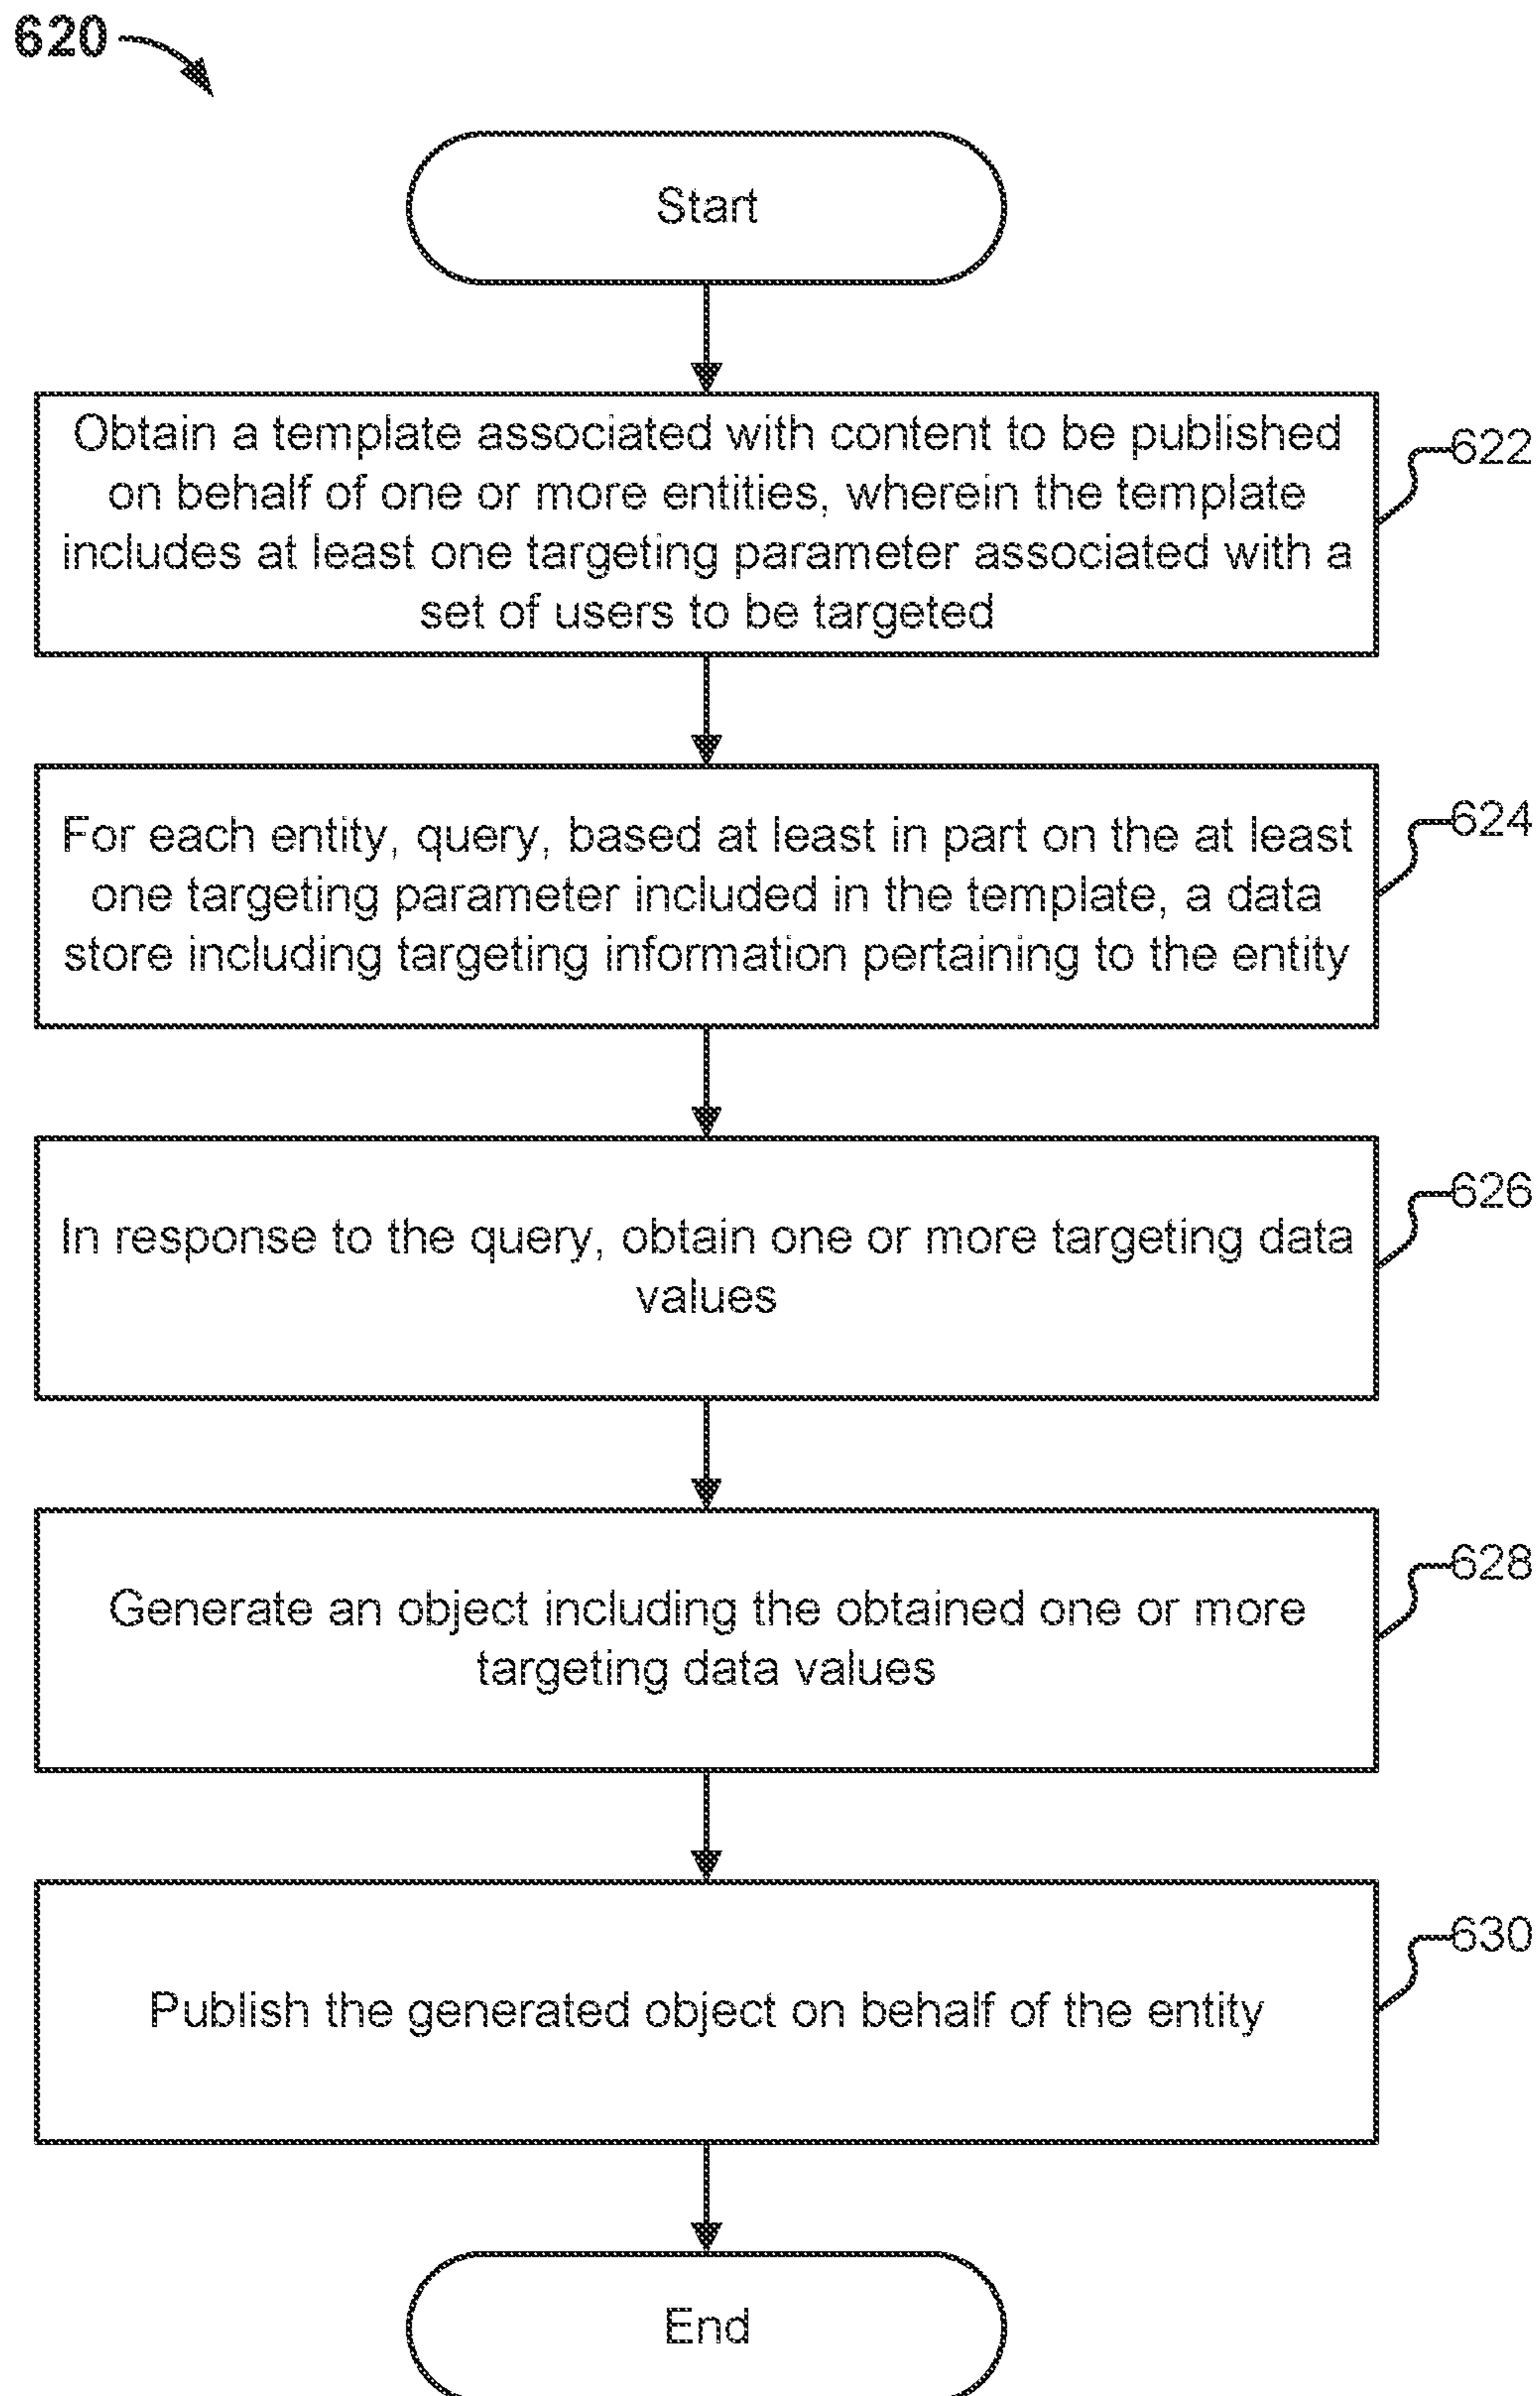 620
Start
Obtain a template associated with content to be published
on behalf of one or more entities, wherein the template
includes at least one targeting parameter associated with a
set of users to be targeted
622
For each entity, query, based at least in part on the at least
one targeting parameter included in the template, a data
store including targeting information pertaining to the entity
624
In response to the query, obtain one or more targeting data
values
626
Generate an object including the obtained one or more
targeting data values
628
Publish the generated object on behalf of the entity
630
End